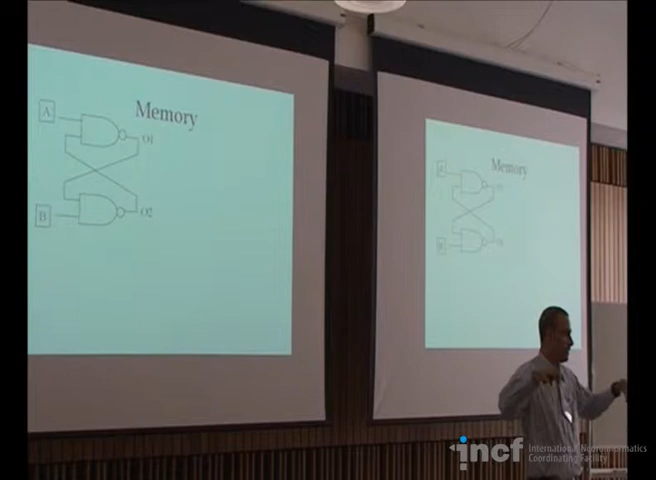 Memory
A
O1
B
O2
Memory
incf International Neuroinformatics
Coordinating Facility